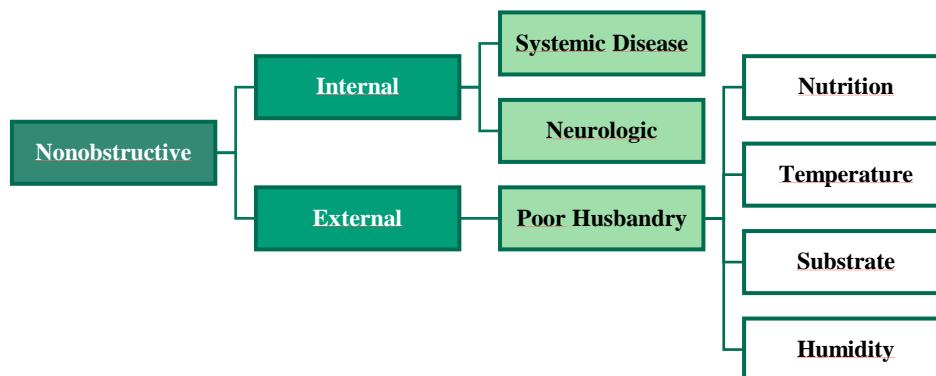 Systemic Disease
Internal
Nutrition
Neurologic
Nonobstructive
Temperature
External
Poor Husbandry
Substrate
Humidity